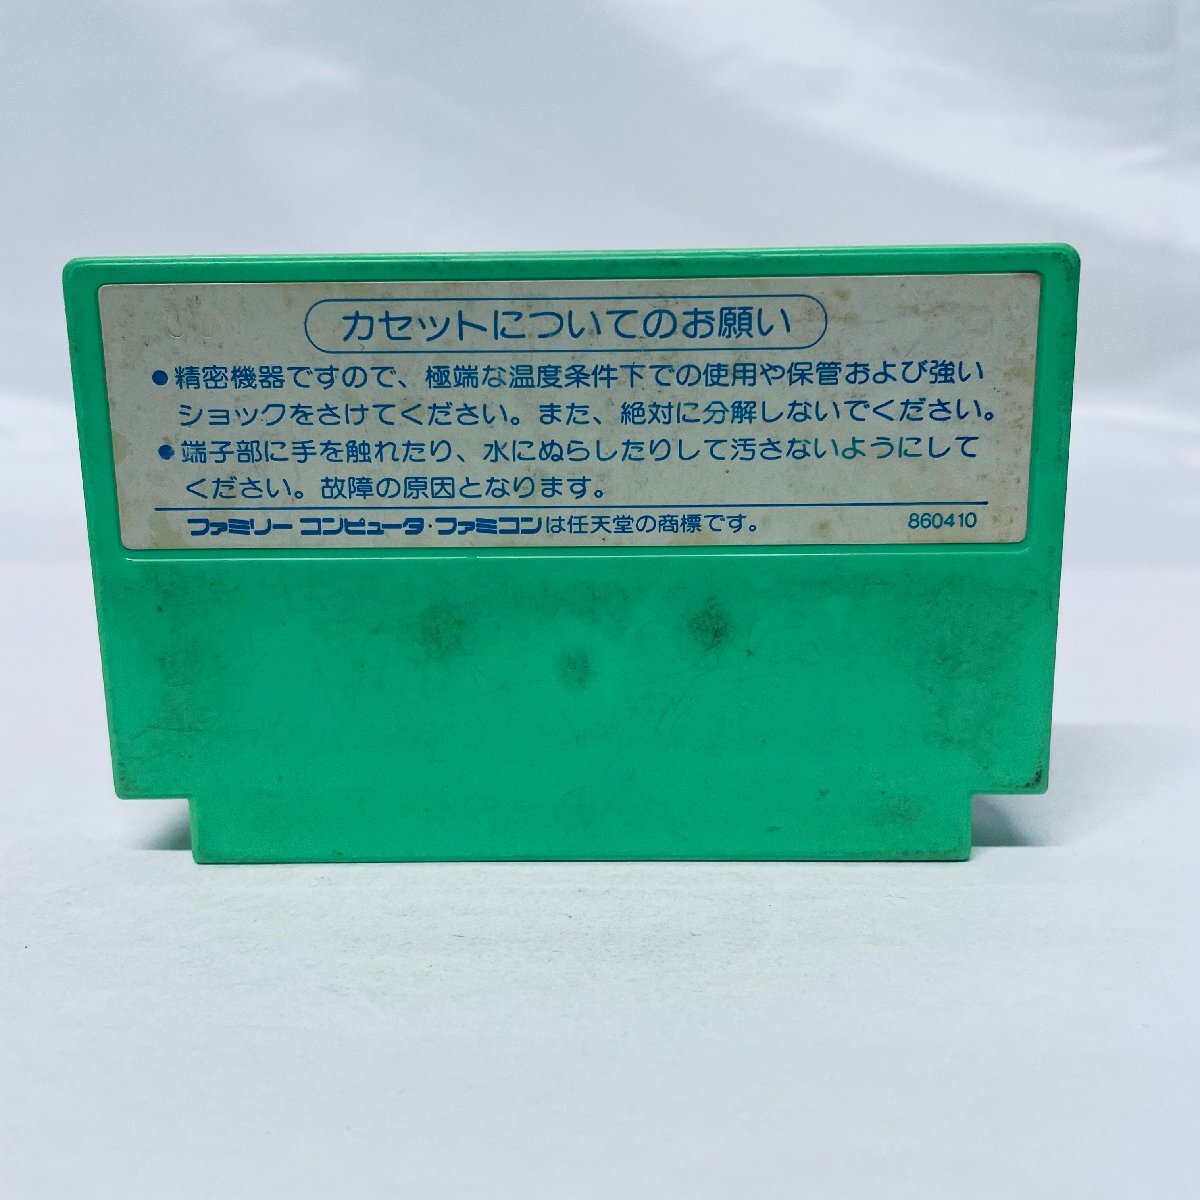 カセットについてのお願い
●精密機器ですので、極端な温度条件下での使用や保管および強い
ショックをさけてください。また、絶対に分解しないでください。
●端子部に手を触れたり、水にぬらしたりして汚さないようにして
ください。故障の原因となります。
ファミリーコンピュータ・ファミコンは任天堂の商標です。 860410